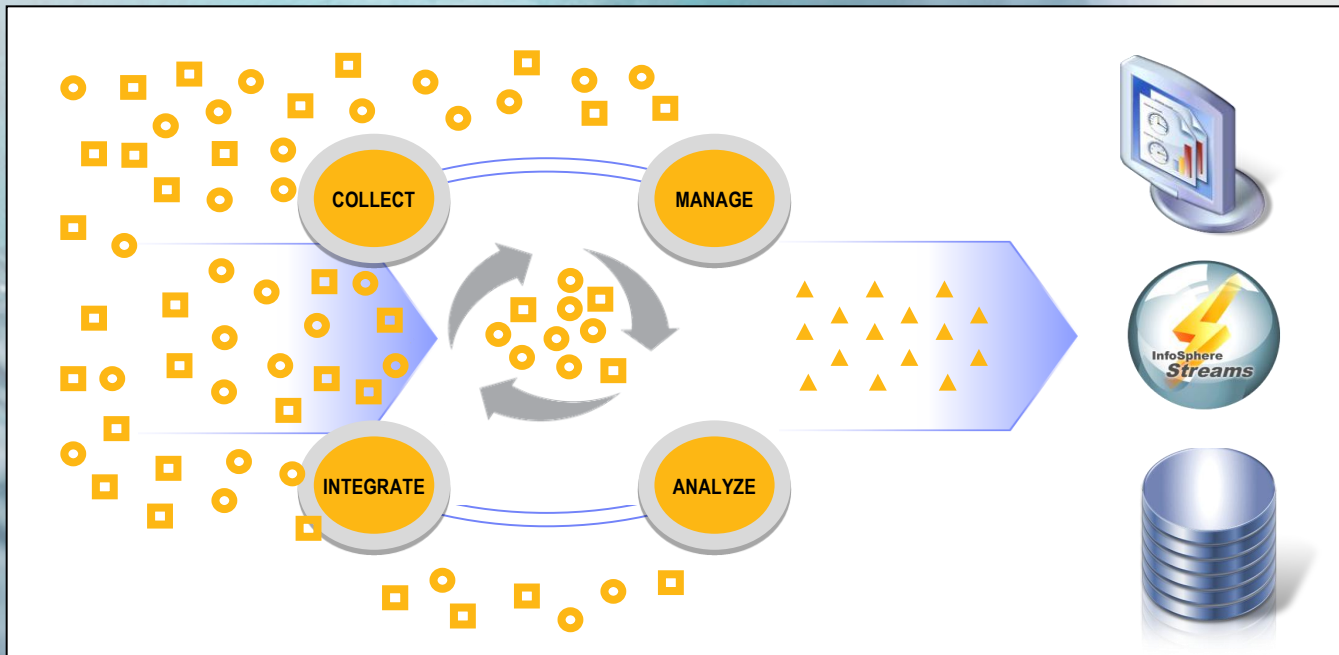 COLLECT
MANAGE
InfoSphere
Streams
INTEGRATE
ANALYZE